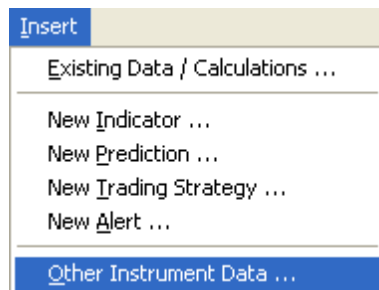 Insert
Existing Data / Calculations ...
New Indicator ...
New Prediction ...
New Trading Strategy ...
New Alert ...
Other Instrument Data ...